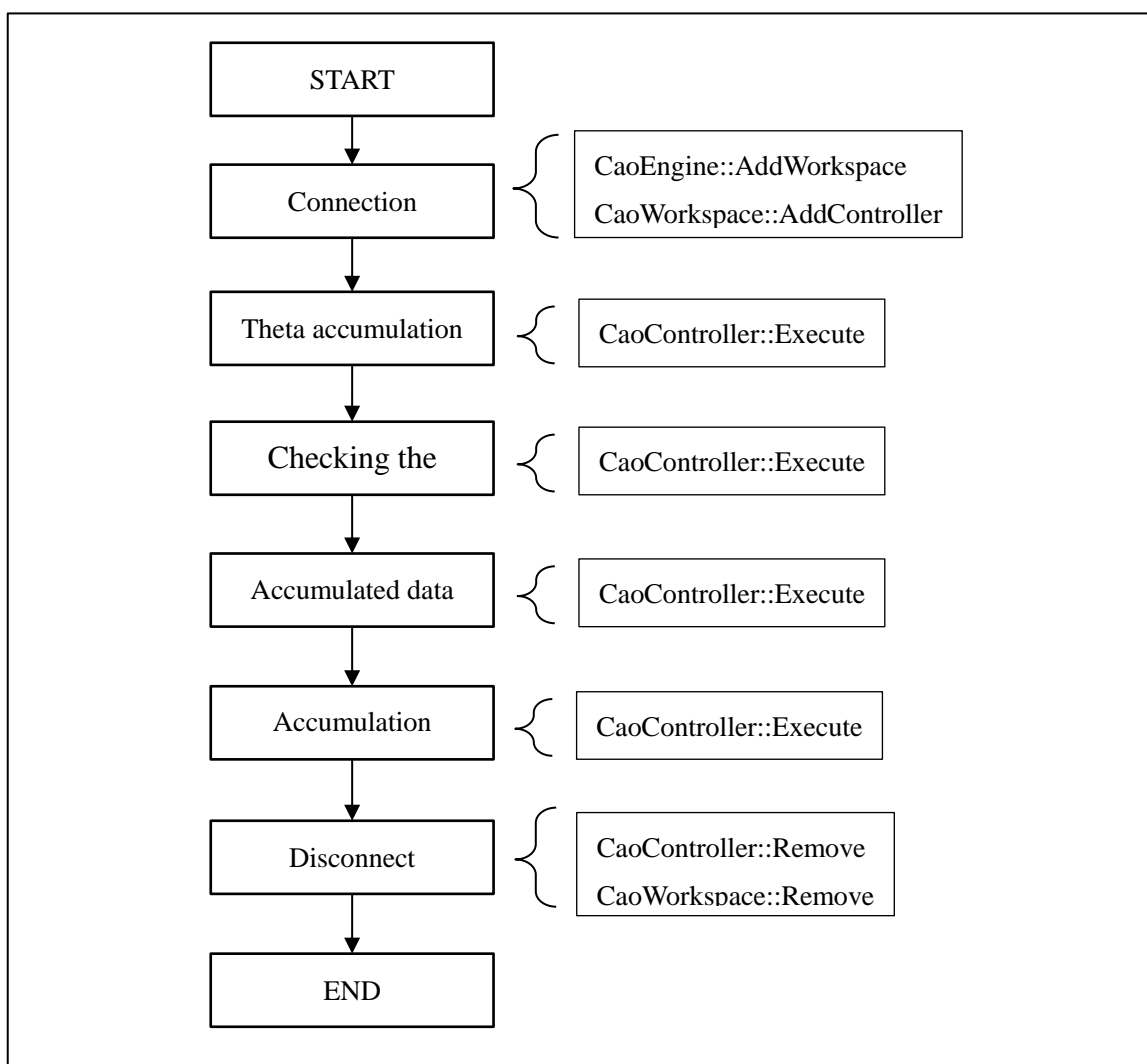 START
Connection
CaoEngine::AddWorkspace
CaoWorkspace::AddController
Theta accumulation
CaoController::Execute
Checking the
CaoController::Execute
Accumulated data
CaoController::Execute
Accumulation
CaoController::Execute
Disconnect
CaoController::Remove
CaoWorkspace::Remove
END